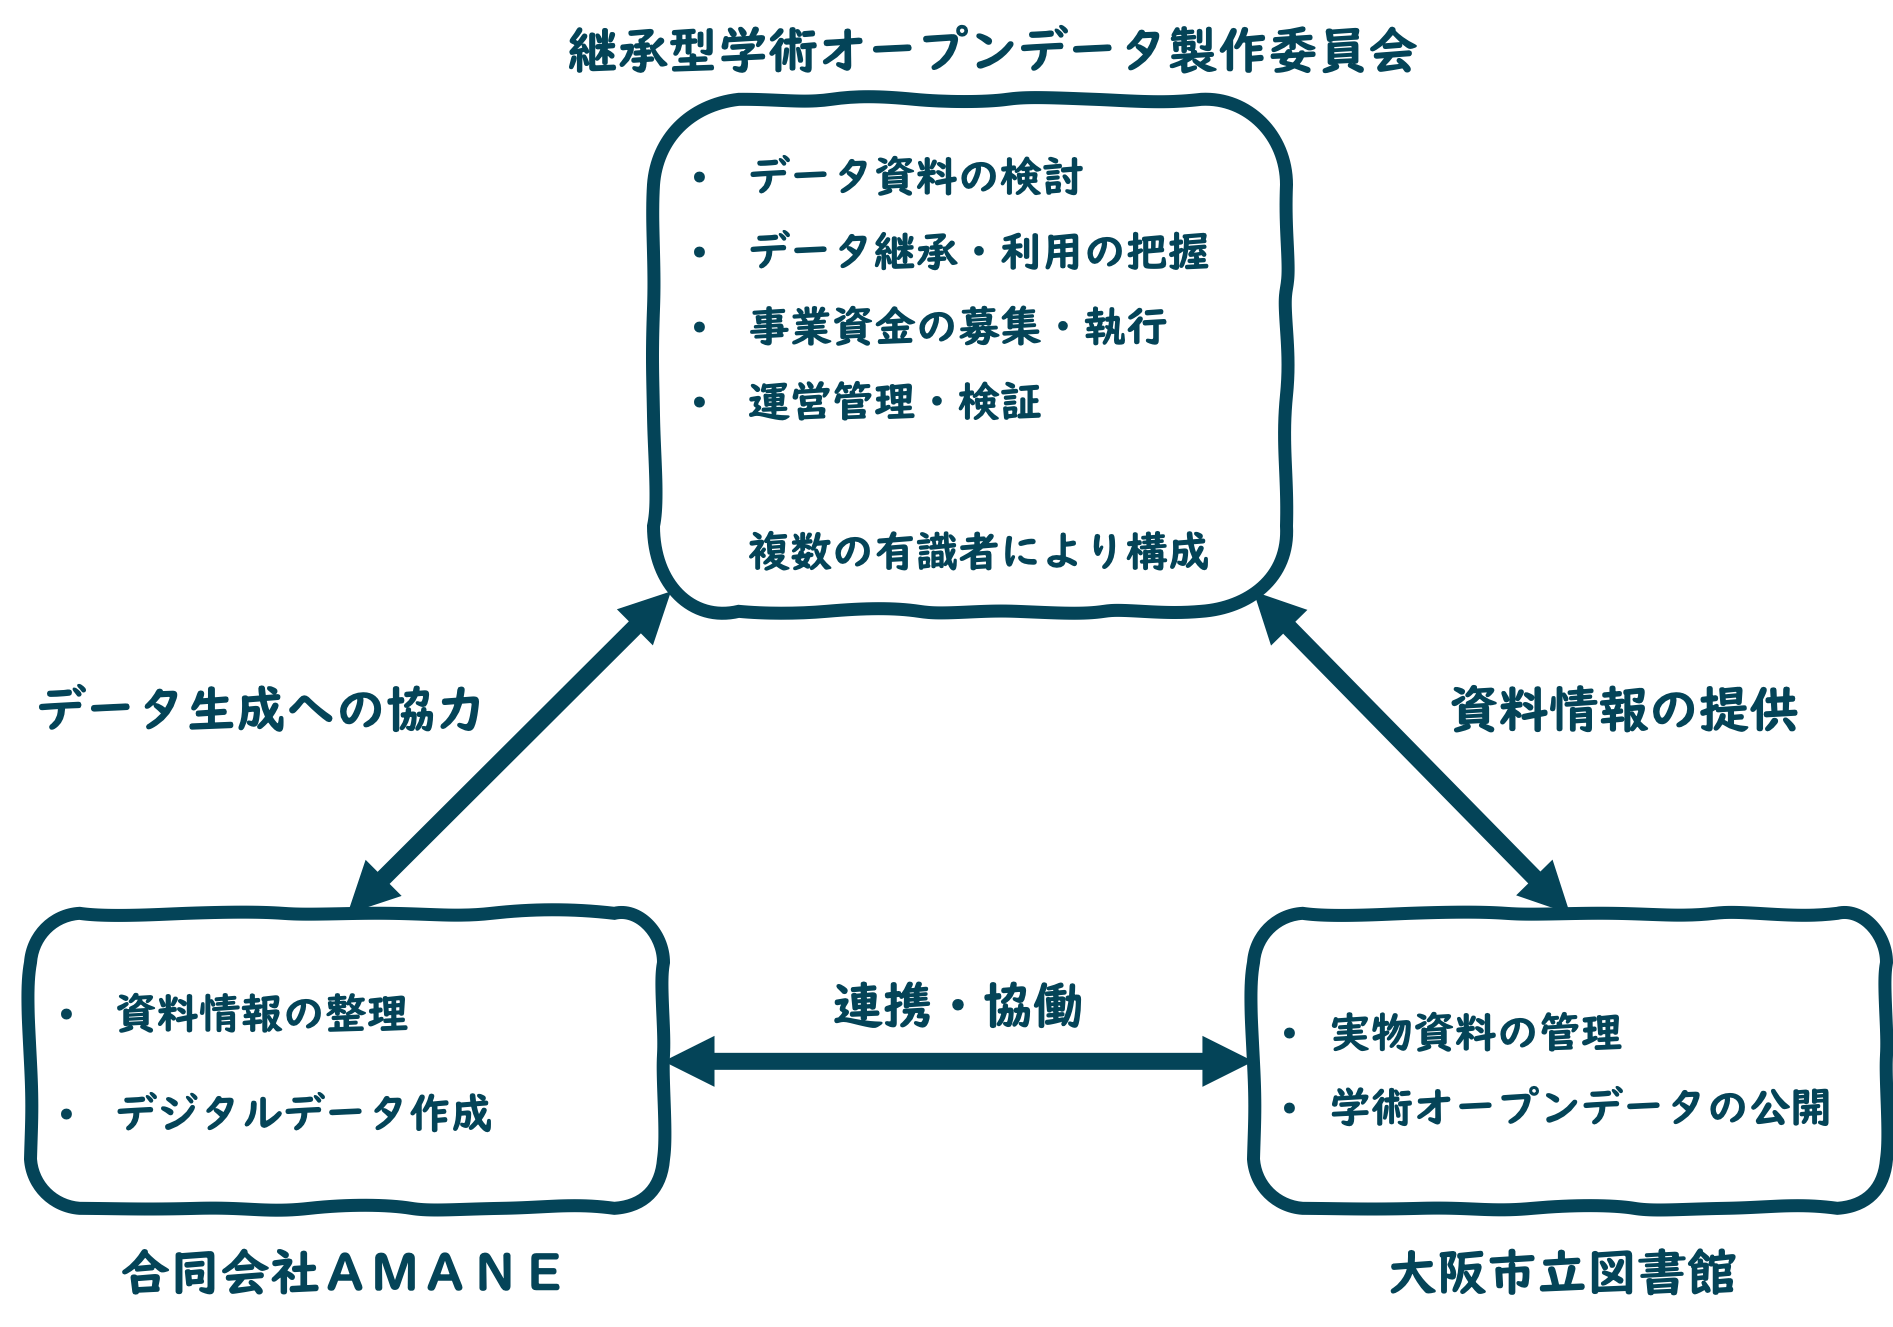 継承型学術オープンデータ製作委員会
• データ資料の検討
• データ継承・利用の把握
• 事業資金の募集・執行
• 運営管理・検証
複数の有識者により構成
データ生成への協力
資料情報の提供
• 資料情報の整理
• デジタルデータ作成
連携・協働
• 実物資料の管理
• 学術オープンデータの公開
合同会社ＡＭＡＮＥ
大阪市立図書館